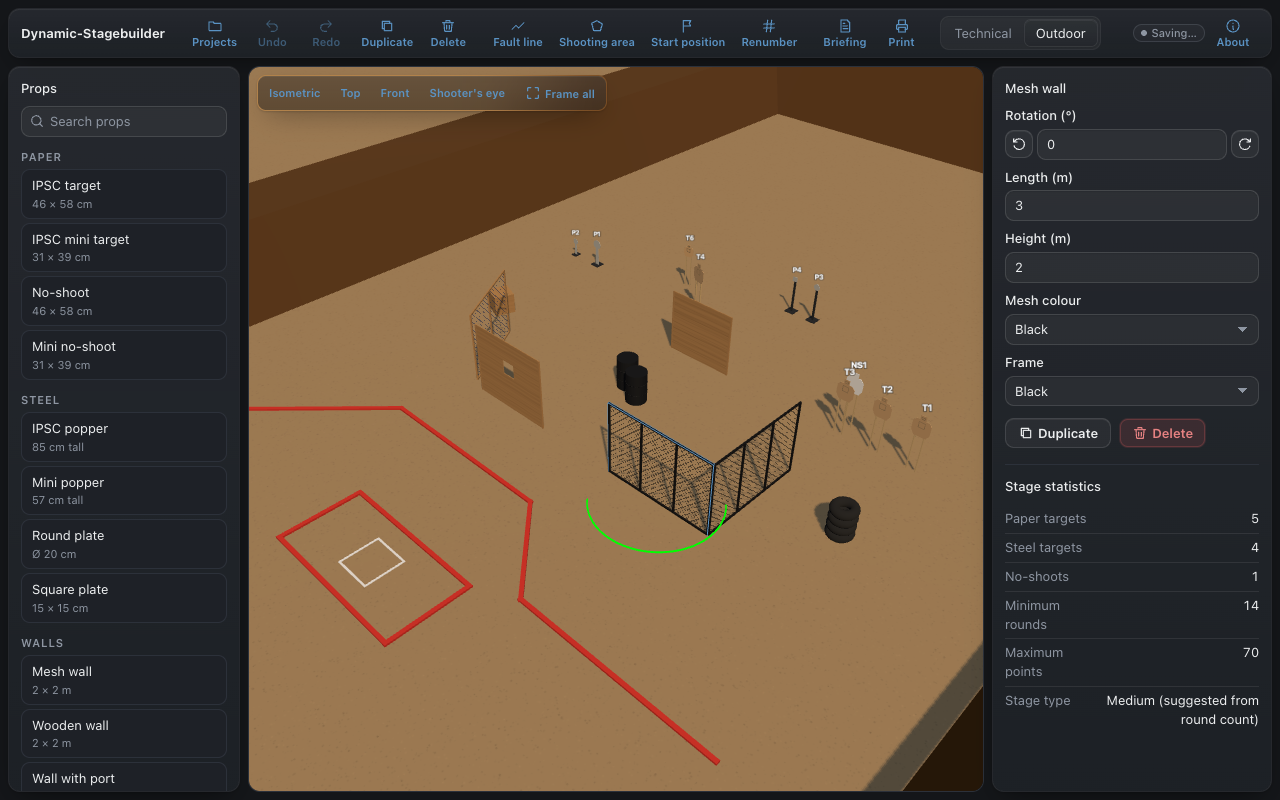 Dynamic-Stagebuilder
Projects
Undo
Redo
Duplicate
Delete
Fault line
Shooting area
Start position
Renumber
Briefing
Print
Technical
Outdoor
Saving...
About
Props
Search props
PAPER
IPSC target
46 × 58 cm
IPSC mini target
31 × 39 cm
No-shoot
46 × 58 cm
Mini no-shoot
31 × 39 cm
STEEL
IPSC popper
85 cm tall
Mini popper
57 cm tall
Round plate
Ø 20 cm
Square plate
15 × 15 cm
WALLS
Mesh wall
2 × 2 m
Wooden wall
2 × 2 m
Wall with port
Isometric
Top
Front
Shooter's eye
Frame all
P2
P1
T6
T4
P4
P3
NS1
T3
T2
T1
Mesh wall
Rotation (°)
0
Length (m)
3
Height (m)
2
Mesh colour
Black
Frame
Black
Duplicate
Delete
Stage statistics
Paper targets 5
Steel targets 4
No-shoots 1
Minimum rounds 14
Maximum points 70
Stage type Medium (suggested from
round count)